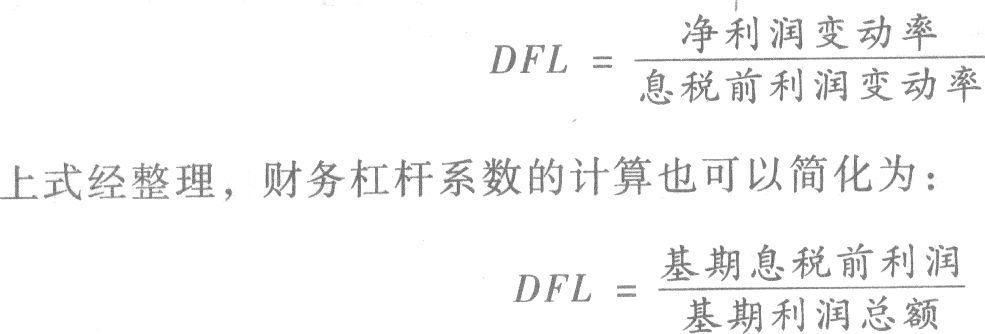 DFL = 净利润变动率
息税前利润变动率
上式经整理，财务杠杆系数的计算也可以简化为：
DFL = 基期息税前利润
基期利润总额